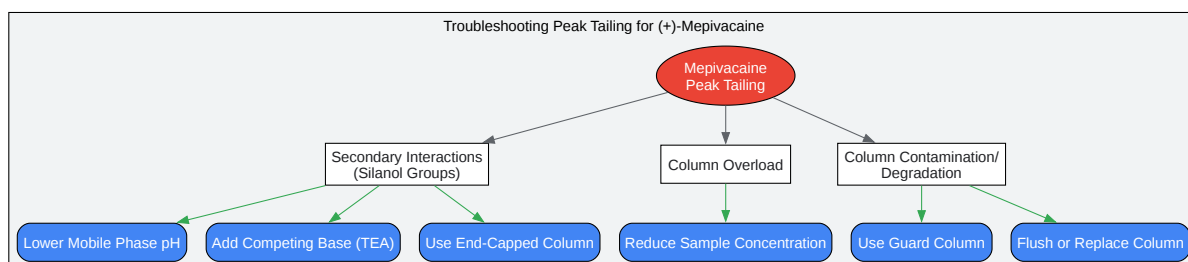 Troubleshooting Peak Tailing for (+)-Mepivacaine
Mepivacaine
Peak Tailing
Secondary Interactions
(Silanol Groups)
Column Overload
Column Contamination/
Degradation
Lower Mobile Phase pH
Add Competing Base (TEA)
Use End-Capped Column
Reduce Sample Concentration
Use Guard Column
Flush or Replace Column